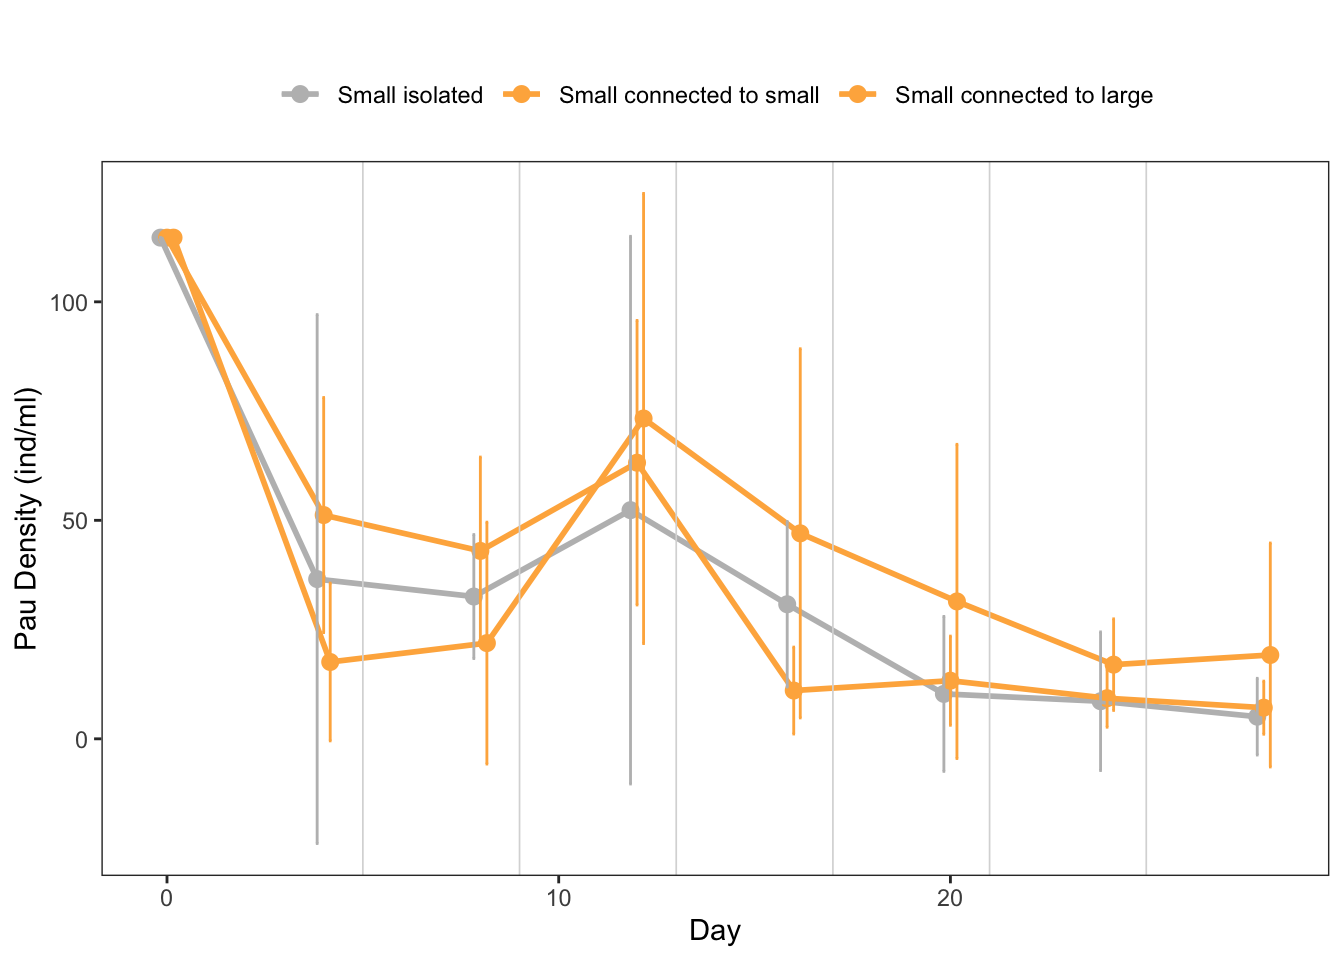 Small isolated Small connected to small Small connected to large
Pau Density (ind/ml)
100
50
0
0 10 20
Day